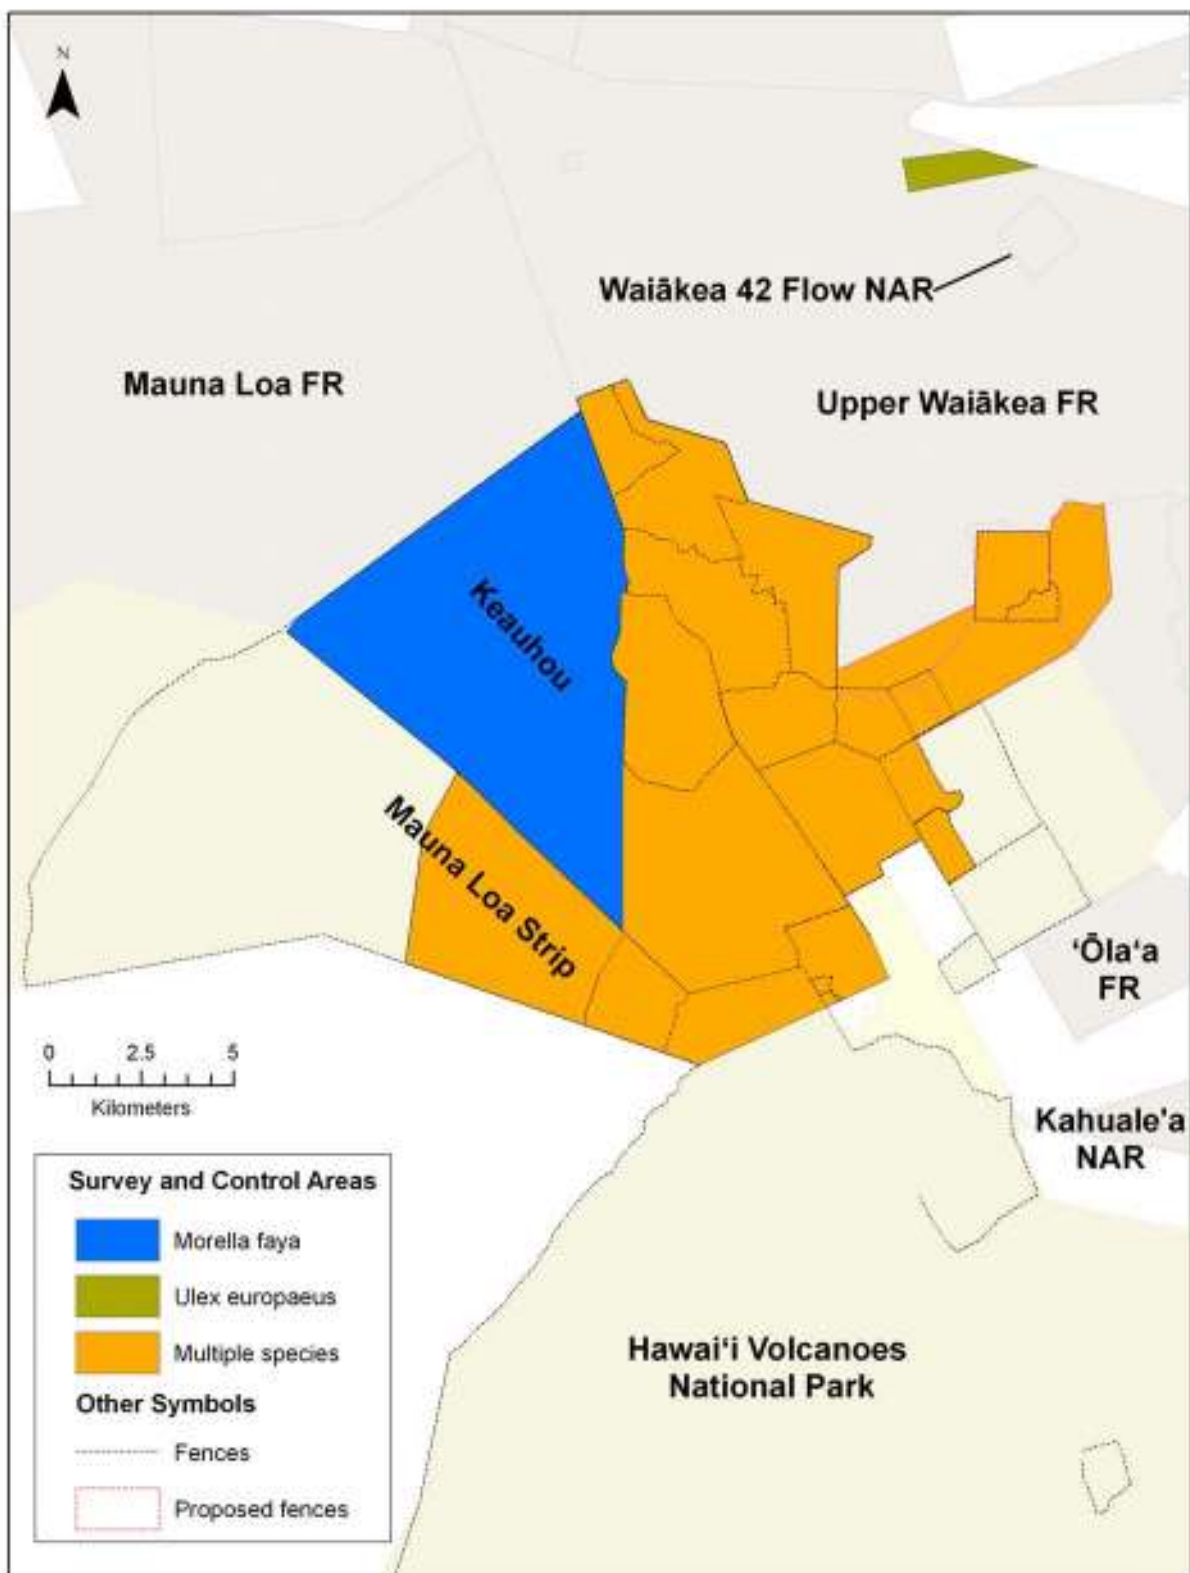 N
Waiākea 42 Flow NAR
Mauna Loa FR
Upper Waiākea FR
Keauhou
Mauna Loa Strip
ʻŌlaʻa
FR
0 2.5 5
Kilometers
Kahuale'a
NAR
Survey and Control Areas
Morella faya
Ulex europaeus
Multiple species
Other Symbols
Fences
Proposed fences
Hawaiʻi Volcanoes
National Park